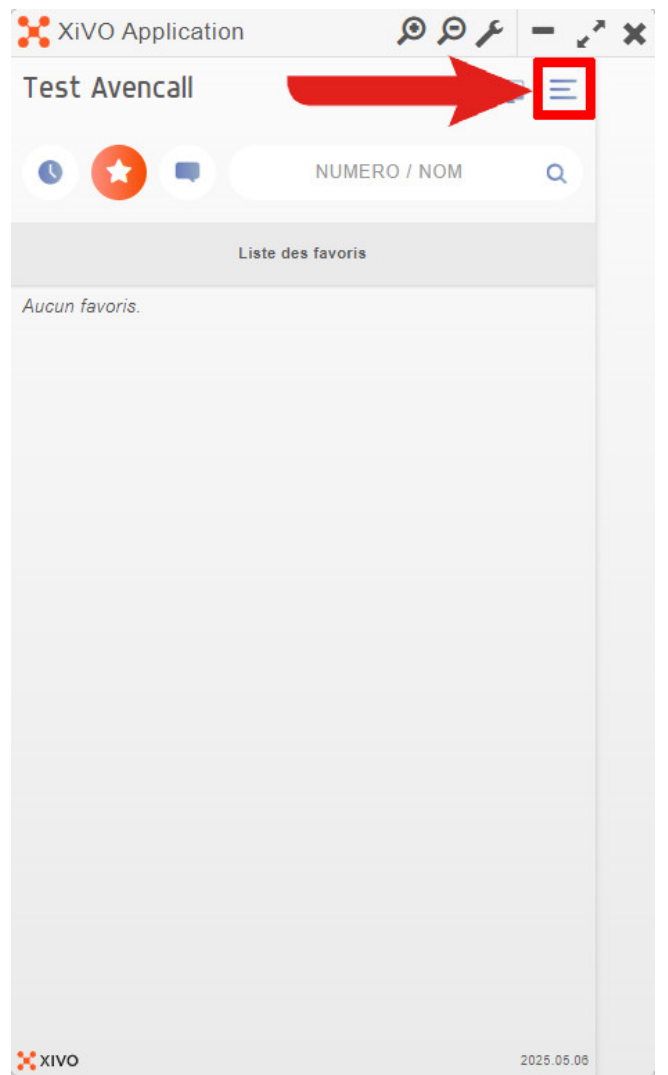 XiVO Application
Test Avencall
NUMERO / NOM
Liste des favoris
Aucun favoris.
XIVO
2025.05.06